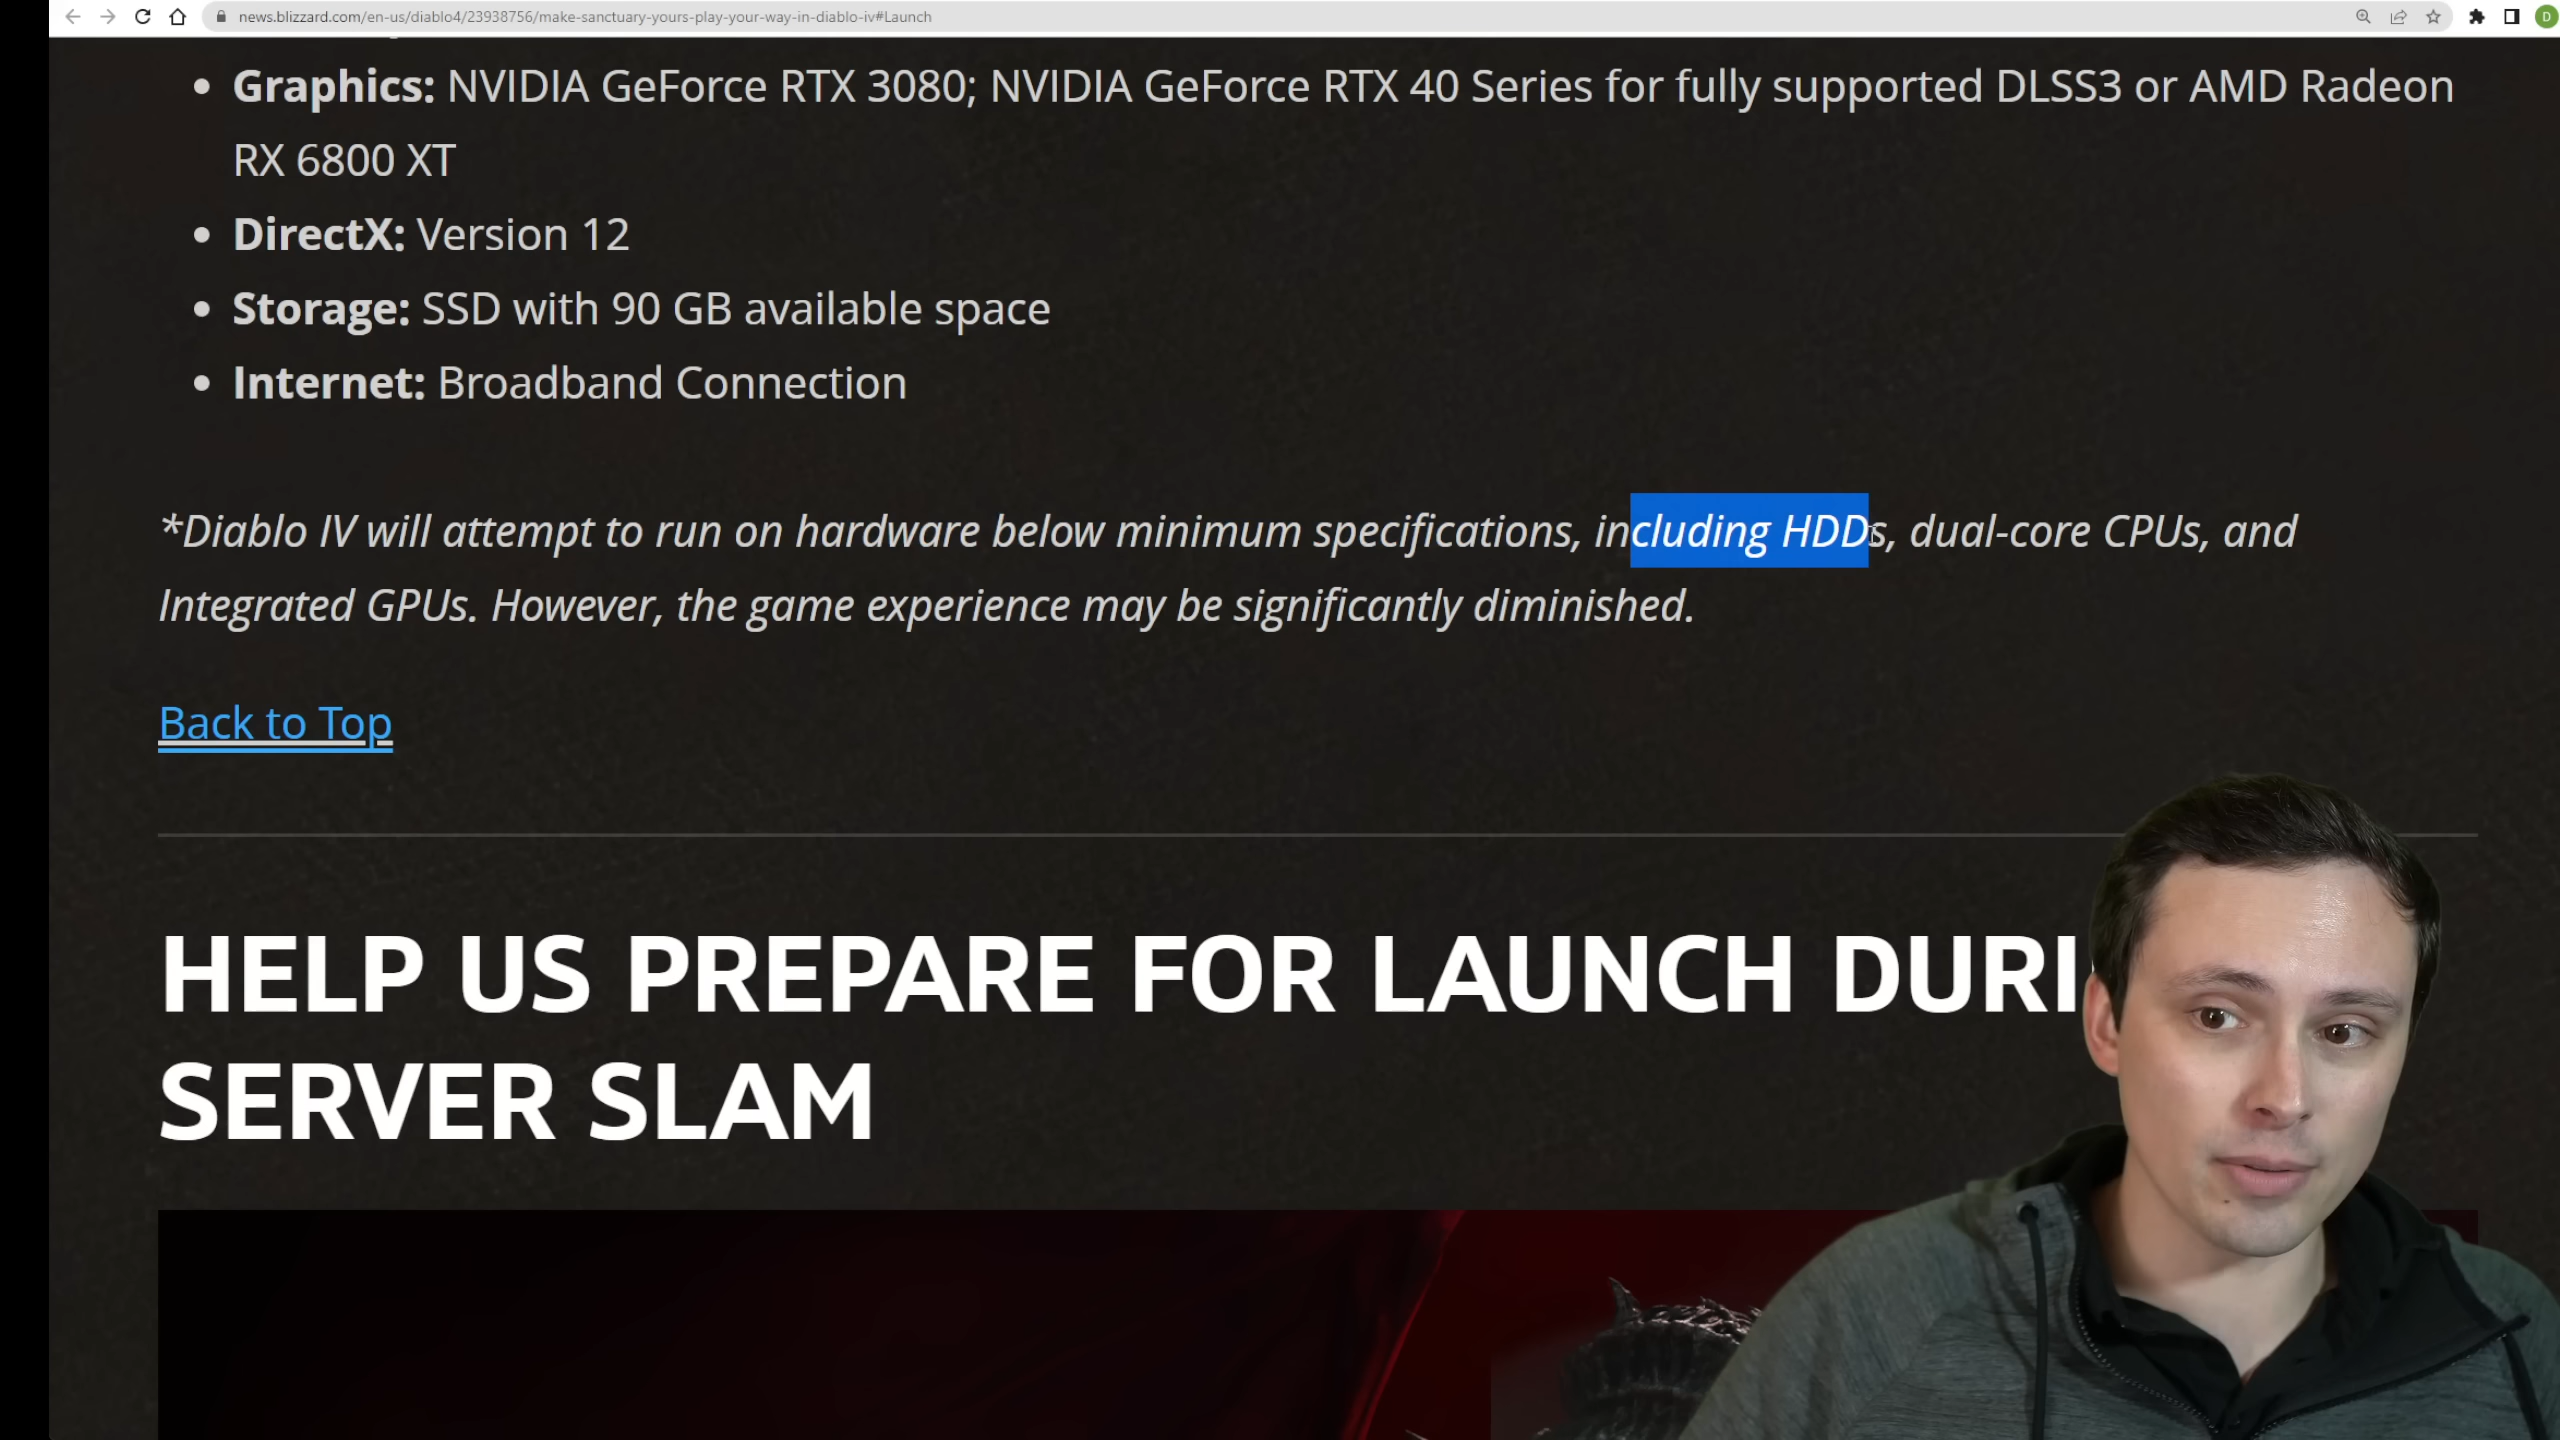 news.blizzard.com/en-us/diablo4/23938756/make-sanctuary-yours-play-your-way-in-diablo-iv#Launch
D
• Graphics: NVIDIA GeForce RTX 3080; NVIDIA GeForce RTX 40 Series for fully supported DLSS3 or AMD Radeon
RX 6800 XT
• DirectX: Version 12
• Storage: SSD with 90 GB available space
• Internet: Broadband Connection
*Diablo IV will attempt to run on hardware below minimum specifications, including HDDs, dual-core CPUs, and
Integrated GPUs. However, the game experience may be significantly diminished.
Back to Top
HELP US PREPARE FOR LAUNCH DURI
SERVER SLAM